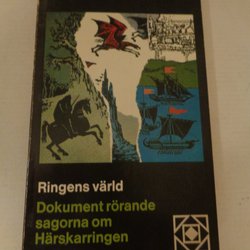 Ringens värld
Dokument rörande
sagorna om
Härskarringen